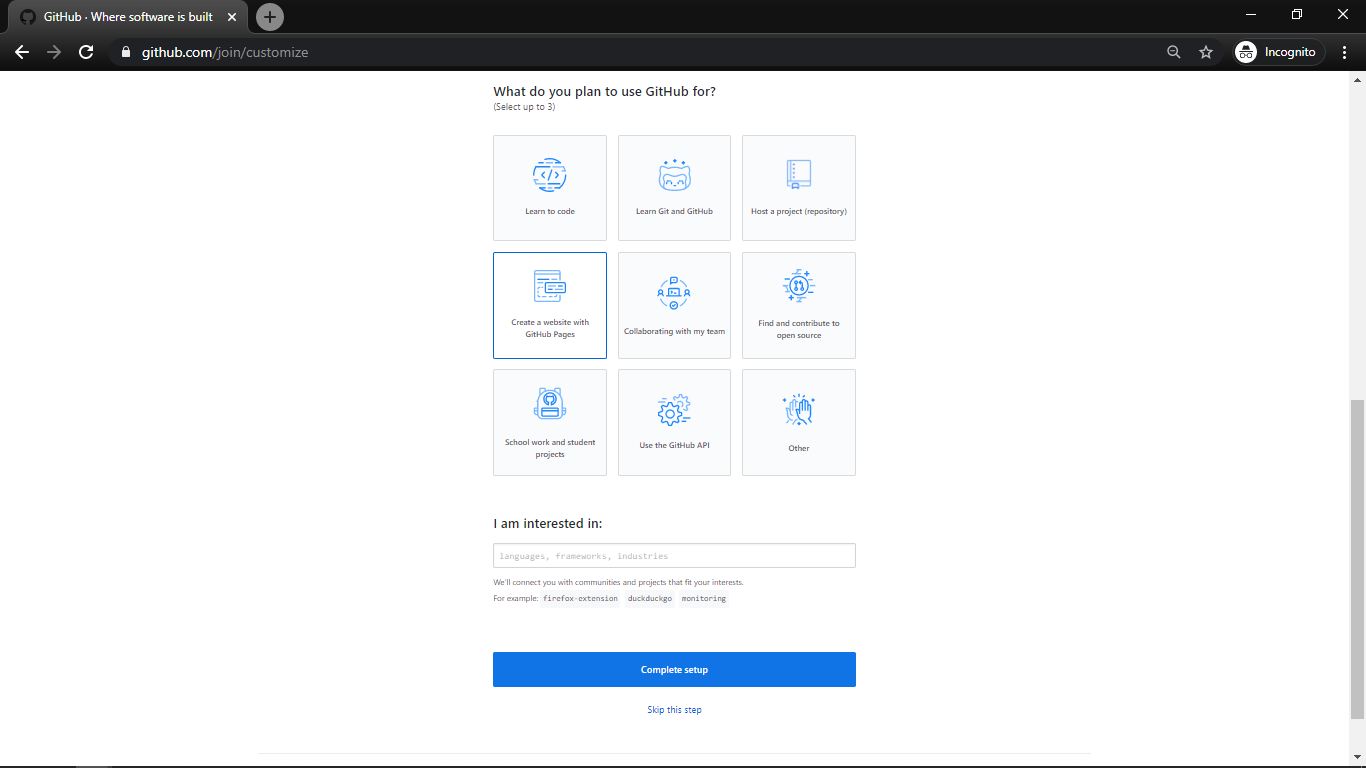 GitHub · Where software is built
github.com/join/customize
Incognito
What do you plan to use GitHub for?
(Select up to 3)
Learn to code
Learn Git and GitHub
Host a project (repository)
Create a website with
GitHub Pages
Collaborating with my team
Find and contribute to
open source
School work and student
projects
Use the GitHub API
Other
I am interested in:
languages, frameworks, industries
We'll connect you with communities and projects that fit your interests.
For example: firefox-extension duckduckgo monitoring
Complete setup
Skip this step